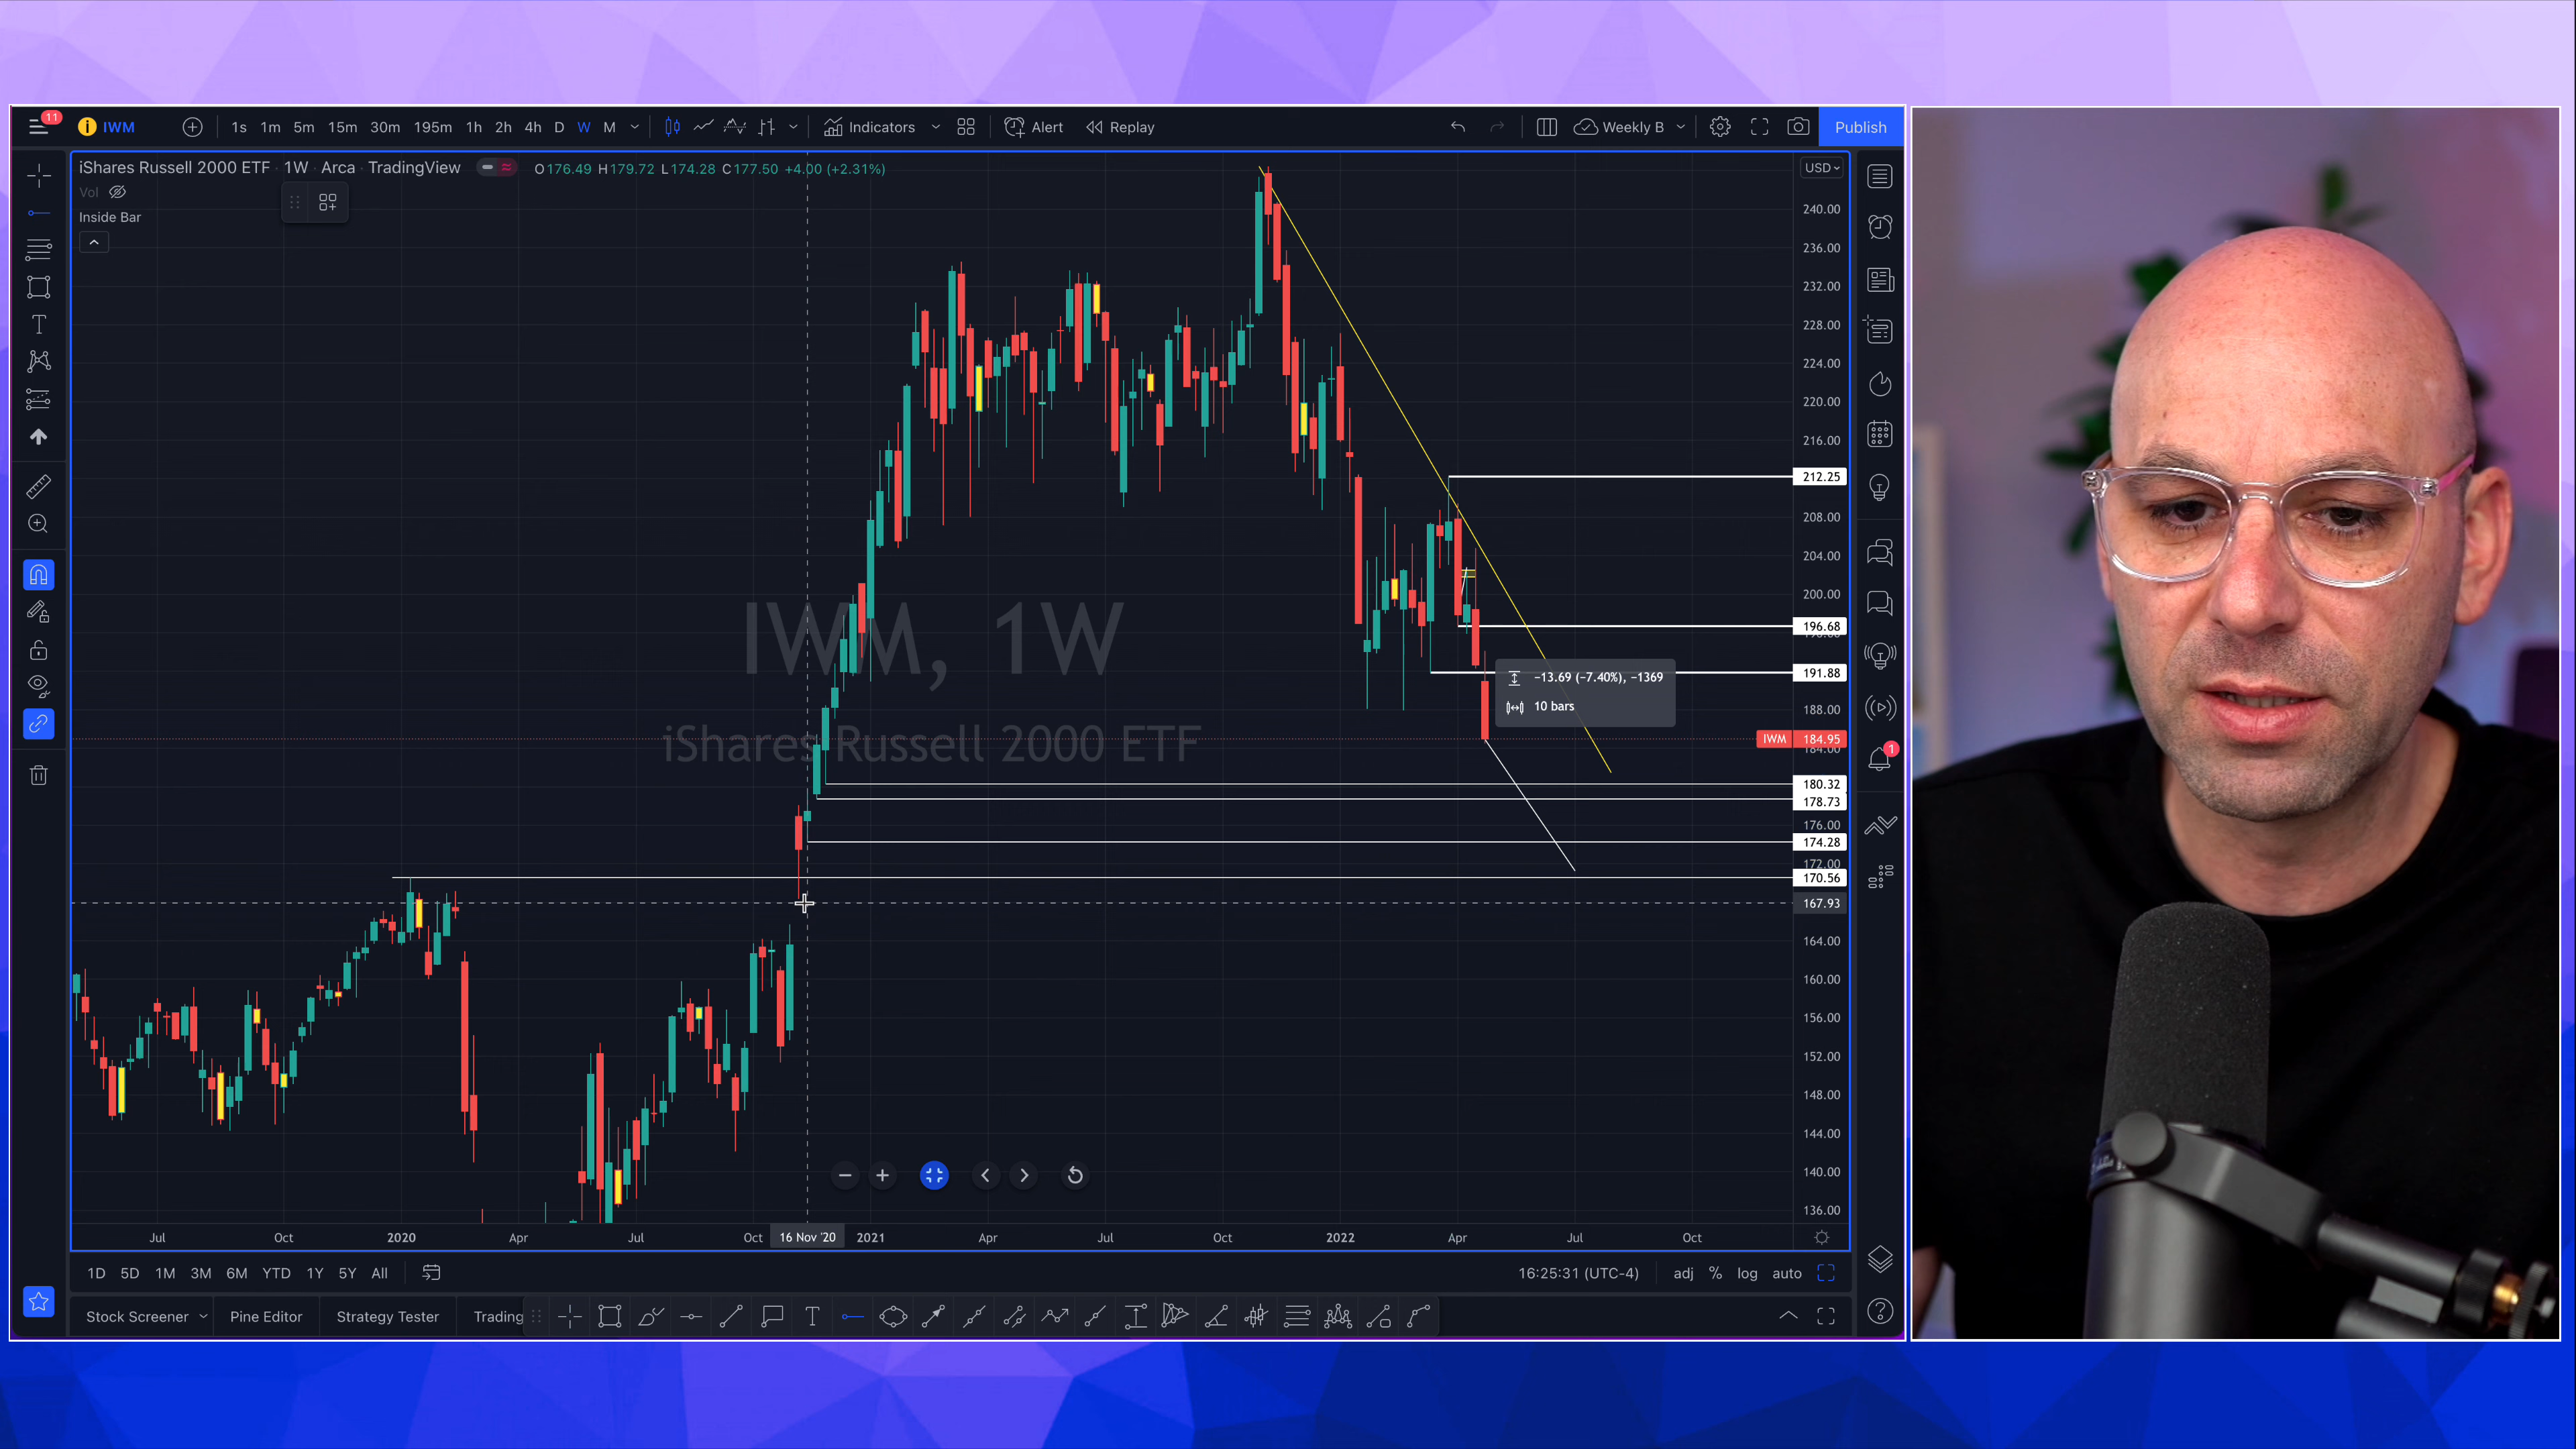 11
IWM
1s 1m 5m 15m 30m 195m 1h 2h 4h D W M
Indicators
Alert
Replay
Weekly B
Publish
iShares Russell 2000 ETF · 1W · Arca · TradingView
O176.49 H179.72 L174.28 C177.50 +4.00 (+2.31%)
USD
Vol
Inside Bar
240.00
236.00
232.00
228.00
224.00
220.00
216.00
212.25
208.00
204.00
200.00
196.68
191.88
188.00
IWM 184.95
184.00
180.32
178.73
176.00
174.28
172.00
170.56
167.93
164.00
160.00
156.00
152.00
148.00
144.00
140.00
136.00
IWM, 1W
iShares Russell 2000 ETF
−13.69 (−7.40%), −1369
10 bars
1
Jul Oct 2020 Apr Jul Oct 16 Nov '20 2021 Apr Jul Oct 2022 Apr Jul Oct
1D 5D 1M 3M 6M YTD 1Y 5Y All
16:25:31 (UTC-4)
adj % log auto
Stock Screener
Pine Editor
Strategy Tester
Trading